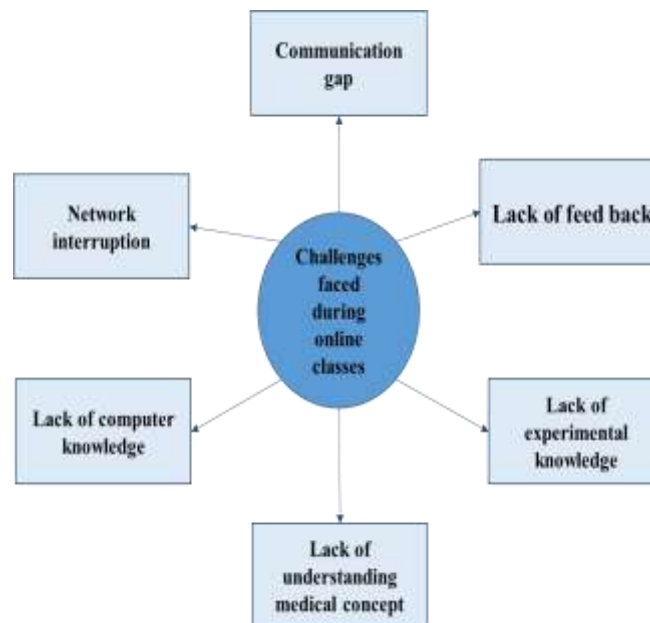 Communication
gap
Network
interruption
Lack of feed back
Challenges
faced
during
online
classes
Lack of computer
knowledge
Lack of
experimental
knowledge
Lack of
understanding
medical concept